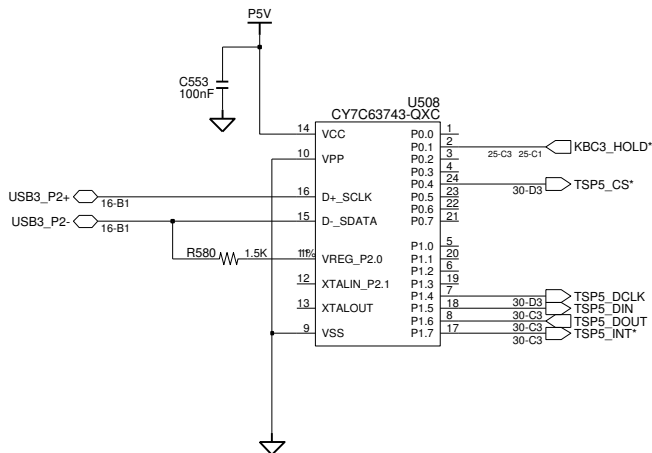 P5V
C553
100nF
U508
CY7C63743-QXC
14 VCC P0.0 1
P0.1 2 25-C3 25-C1 KBC3_HOLD*
10 VPP P0.2 3
P0.3 4
P0.4 24 30-D3 TSP5_CS*
USB3_P2+ 16-B1 16 D+_SCLK P0.5 23
P0.6 22
USB3_P2- 16-B1 15 D-_SDATA P0.7 21
P1.0 5
R580 1.5K 1% 11 VREG_P2.0 P1.1 20
P1.2 6
12 XTALIN_P2.1 P1.3 19
P1.4 7 30-D3 TSP5_DCLK
13 XTALOUT P1.5 18 30-C3 TSP5_DIN
P1.6 8 30-C3 TSP5_DOUT
9 VSS P1.7 17 30-C3 TSP5_INT*